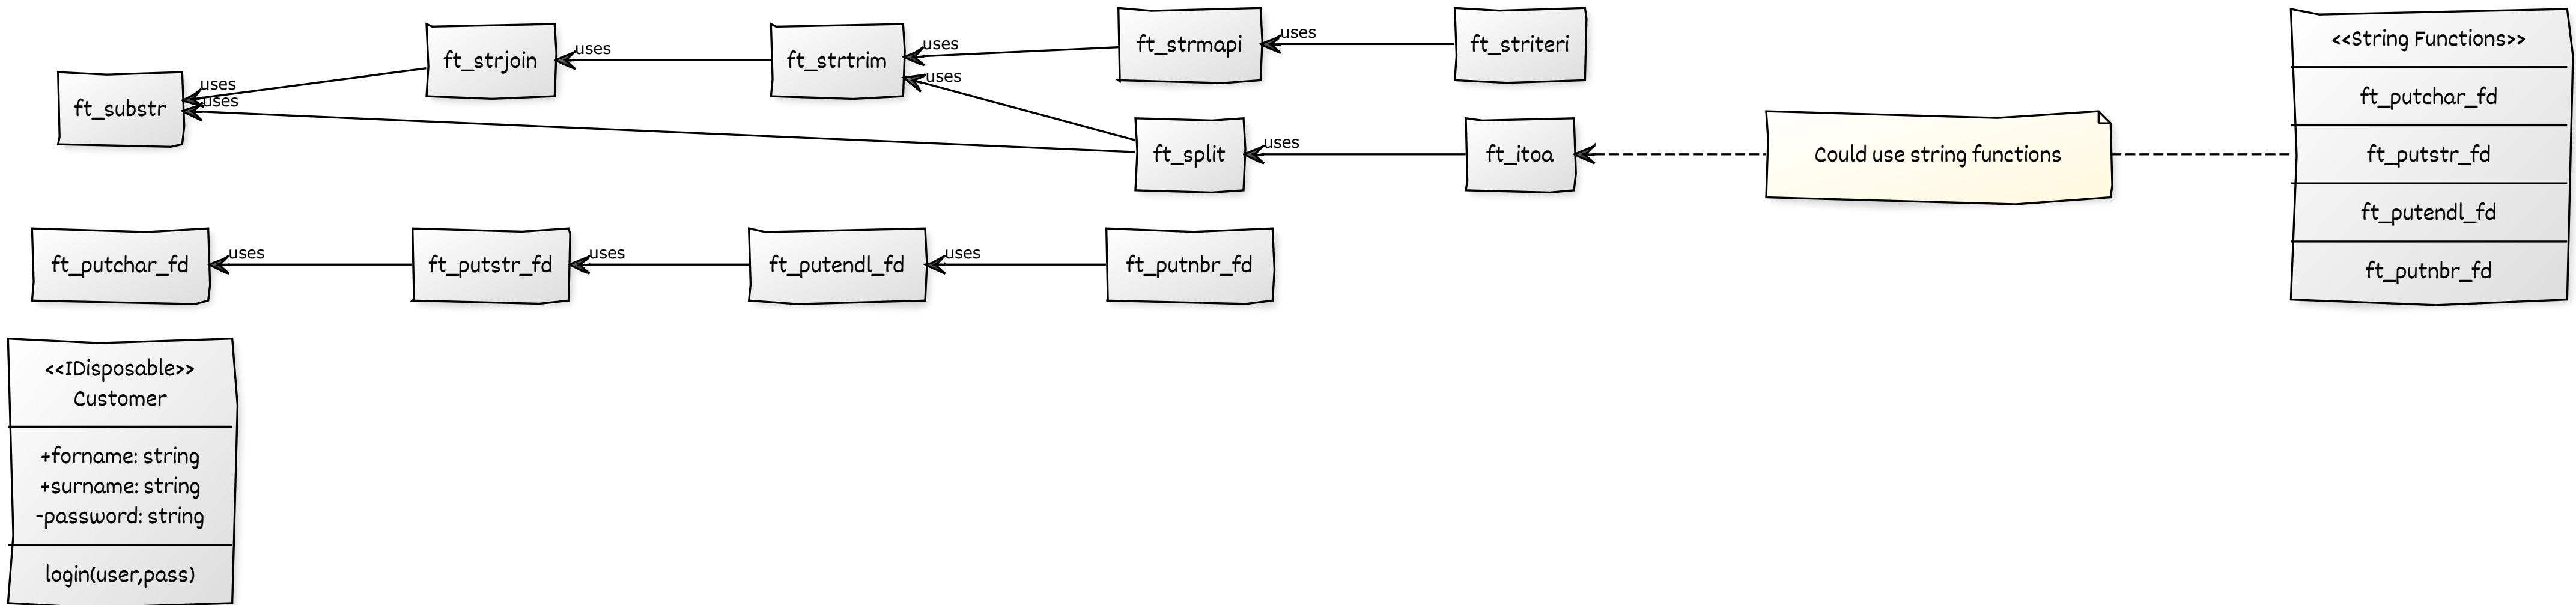 ft_substr
uses
uses
ft_strjoin
uses
ft_strtrim
uses
uses
ft_strmapi
uses
ft_striteri
ft_split
uses
ft_itoa
Could use string functions
<<String Functions>>
ft_putchar_fd
ft_putstr_fd
ft_putendl_fd
ft_putnbr_fd
ft_putchar_fd
uses
ft_putstr_fd
uses
ft_putendl_fd
uses
ft_putnbr_fd
<<IDisposable>>
Customer
+forname: string
+surname: string
-password: string
login(user,pass)